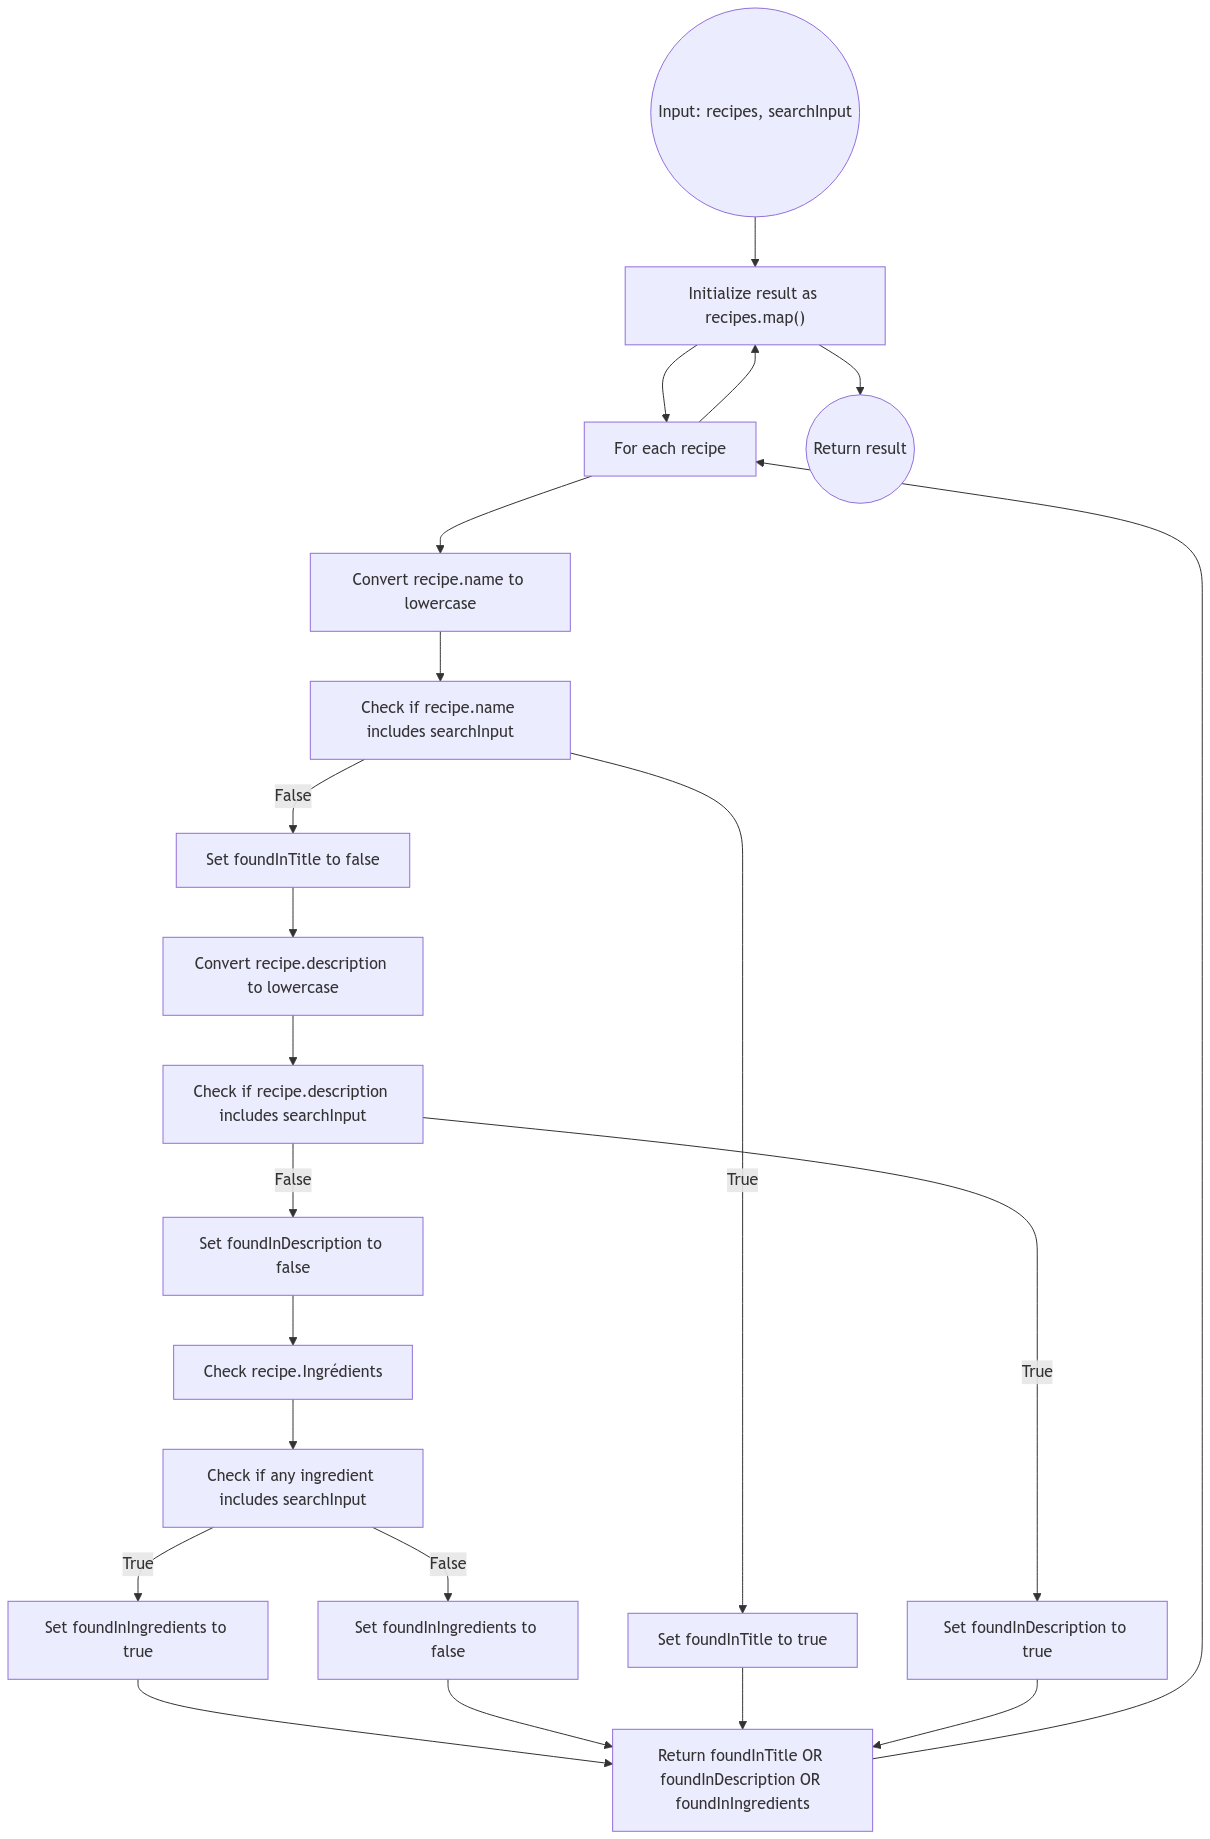 Input: recipes, searchInput
Initialize result as
recipes.map()
For each recipe
Return result
Convert recipe.name to
lowercase
Check if recipe.name
includes searchInput
False
Set foundInTitle to false
Convert recipe.description
to lowercase
Check if recipe.description
includes searchInput
False
True
Set foundInDescription to
false
Check recipe.Ingrédients
True
Check if any ingredient
includes searchInput
True
False
Set foundInIngredients to
true
Set foundInIngredients to
false
Set foundInTitle to true
Set foundInDescription to
true
Return foundInTitle OR
foundInDescription OR
foundInIngredients